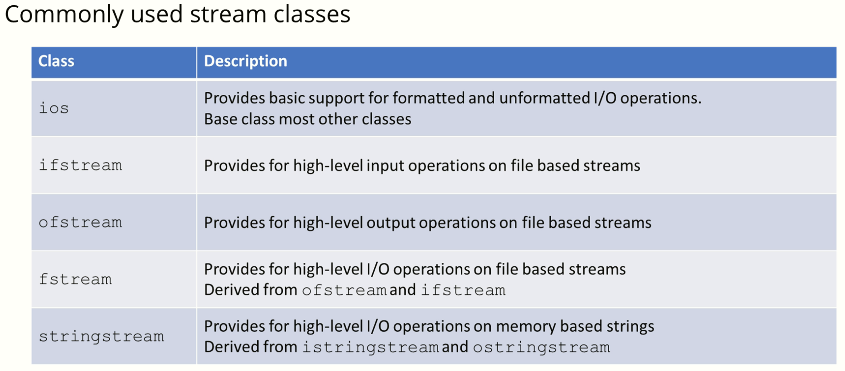 Commonly used stream classes
Class Description
ios
Provides basic support for formatted and unformatted I/O operations.
Base class most other classes
ifstream Provides for high-level input operations on file based streams
ofstream Provides for high-level output operations on file based streams
fstream
Provides for high-level I/O operations on file based streams
Derived from ofstream and ifstream
stringstream
Provides for high-level I/O operations on memory based strings
Derived from istringstream and ostringstream